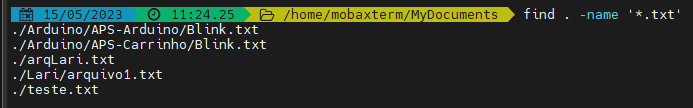 15/05/2023 11:24.25 /home/mobaxterm/MyDocuments find . -name '*.txt'
./Arduino/APS-Arduino/Blink.txt
./Arduino/APS-Carrinho/Blink.txt
./arqLari.txt
./Lari/arquivo1.txt
./teste.txt